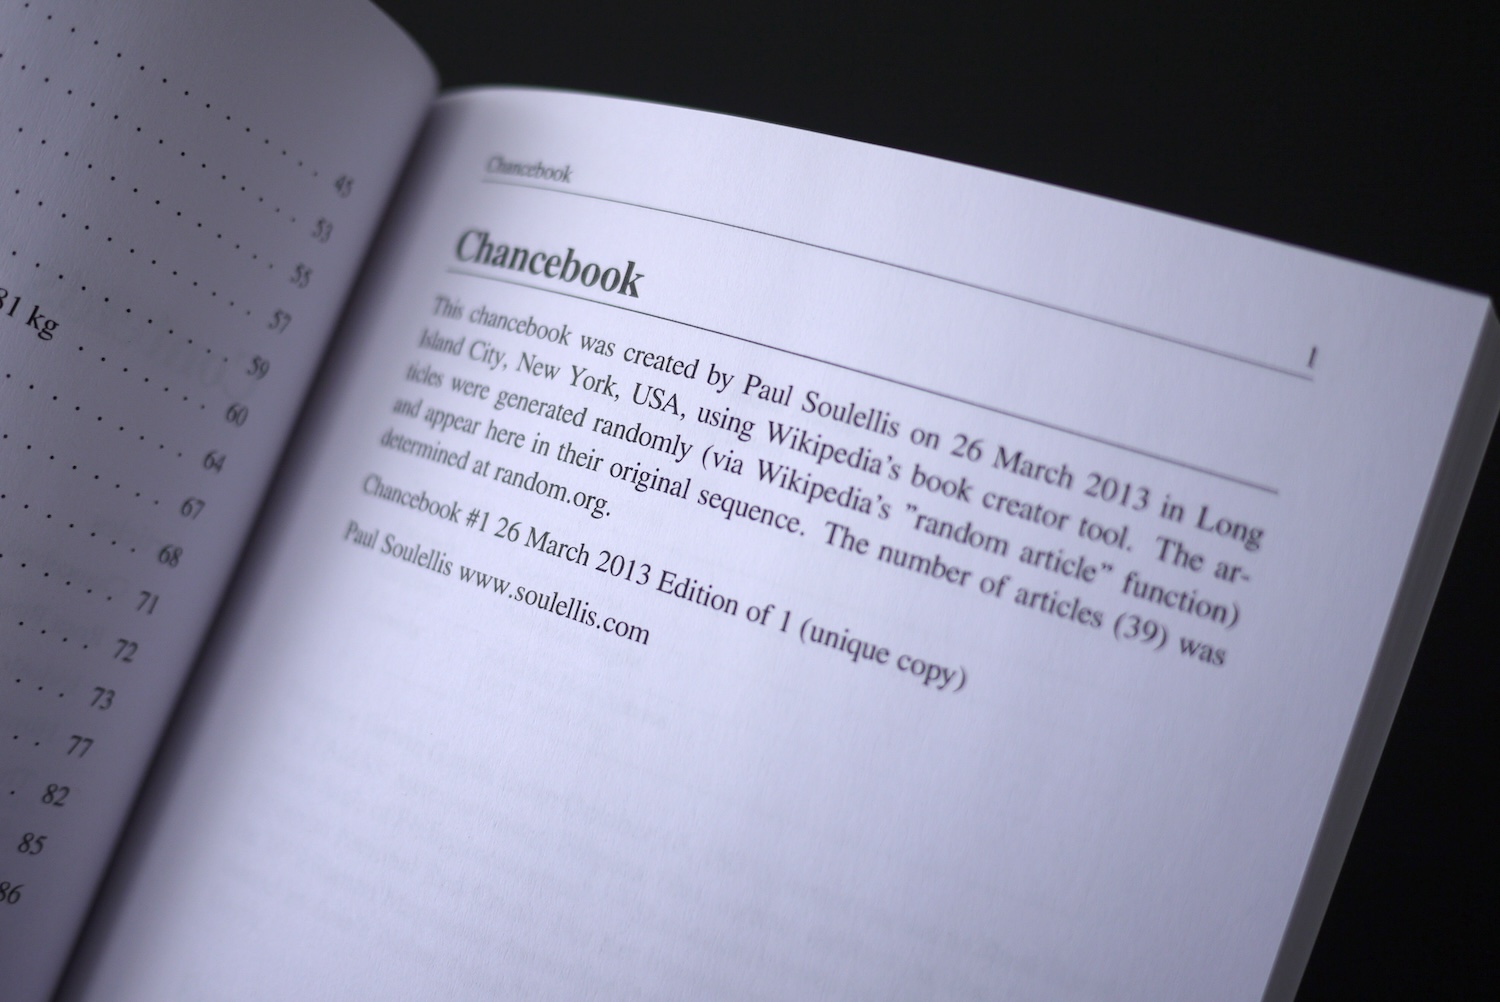 . . . . . . . . . . 45
. . . . . . . . . . 53
. . . . . . . . . . 55
. . . . . . . . . . 57
. . . . . . . . . . 59
81 kg . . . . . . . . 60
. . . . . . . . . . 64
. . . . . . . . . . 67
. . . . . . . . . . 68
. . . . . . . . 71
. . . . . . 72
. . . . . 73
. . . . 77
. 82
85
86
Chancebook
1
Chancebook
This chancebook was created by Paul Soulellis on 26 March 2013 in Long
Island City, New York, USA, using Wikipedia's book creator tool. The ar-
ticles were generated randomly (via Wikipedia's ”random article” function)
and appear here in their original sequence. The number of articles (39) was
determined at random.org.
Chancebook #1 26 March 2013 Edition of 1 (unique copy)
Paul Soulellis www.soulellis.com